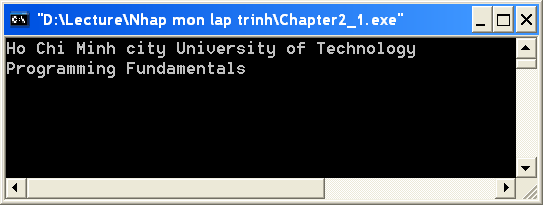 "D:\Lecture\Nhap mon lap trinh\Chapter2_1.exe"
Ho Chi Minh city University of Technology
Programming Fundamentals